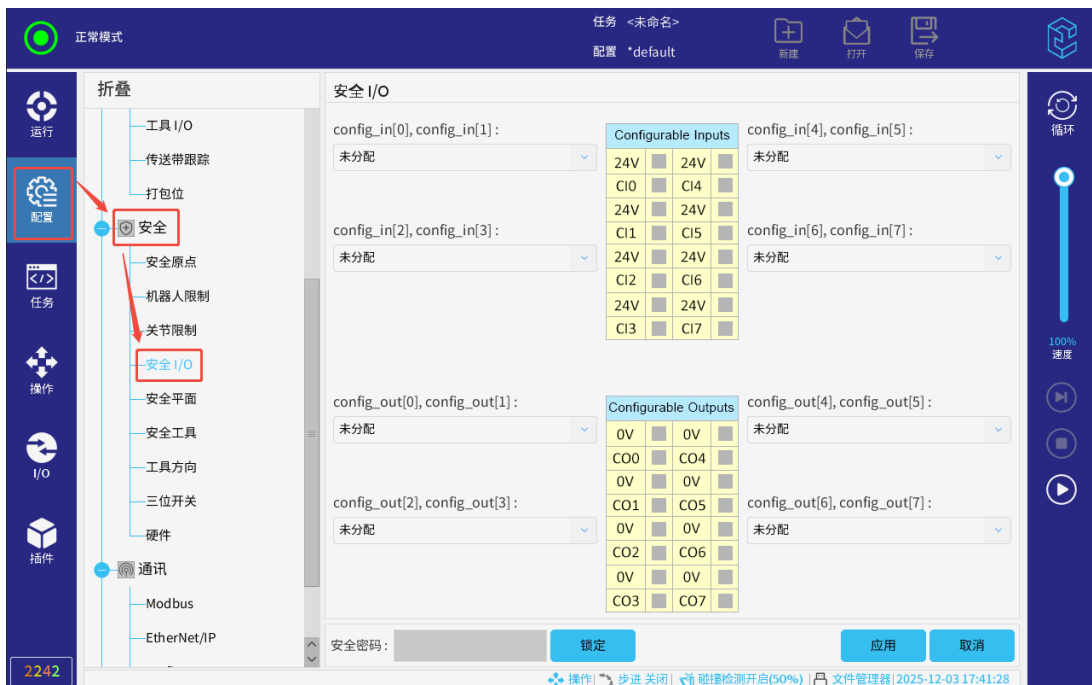 正常模式
任务 <未命名>
配置 *default
新建
打开
保存
运行
配置
任务
操作
I/O
插件
2242
折叠
工具 I/O
传送带跟踪
打包位
安全
安全原点
机器人限制
关节限制
安全 I/O
安全平面
安全工具
工具方向
三位开关
硬件
通讯
Modbus
EtherNet/IP
安全 I/O
config_in[0], config_in[1] :
未分配
config_in[2], config_in[3] :
未分配
Configurable Inputs
24V 24V
CI0 CI4
24V 24V
CI1 CI5
24V 24V
CI2 CI6
24V 24V
CI3 CI7
config_in[4], config_in[5] :
未分配
config_in[6], config_in[7] :
未分配
config_out[0], config_out[1] :
未分配
config_out[2], config_out[3] :
未分配
Configurable Outputs
0V 0V
CO0 CO4
0V 0V
CO1 CO5
0V 0V
CO2 CO6
0V 0V
CO3 CO7
config_out[4], config_out[5] :
未分配
config_out[6], config_out[7] :
未分配
安全密码 : 锁定 应用 取消
操作| 步进 关闭| 碰撞检测开启(50%) | 文件管理器| 2025-12-03 17:41:28
循环
100%
速度